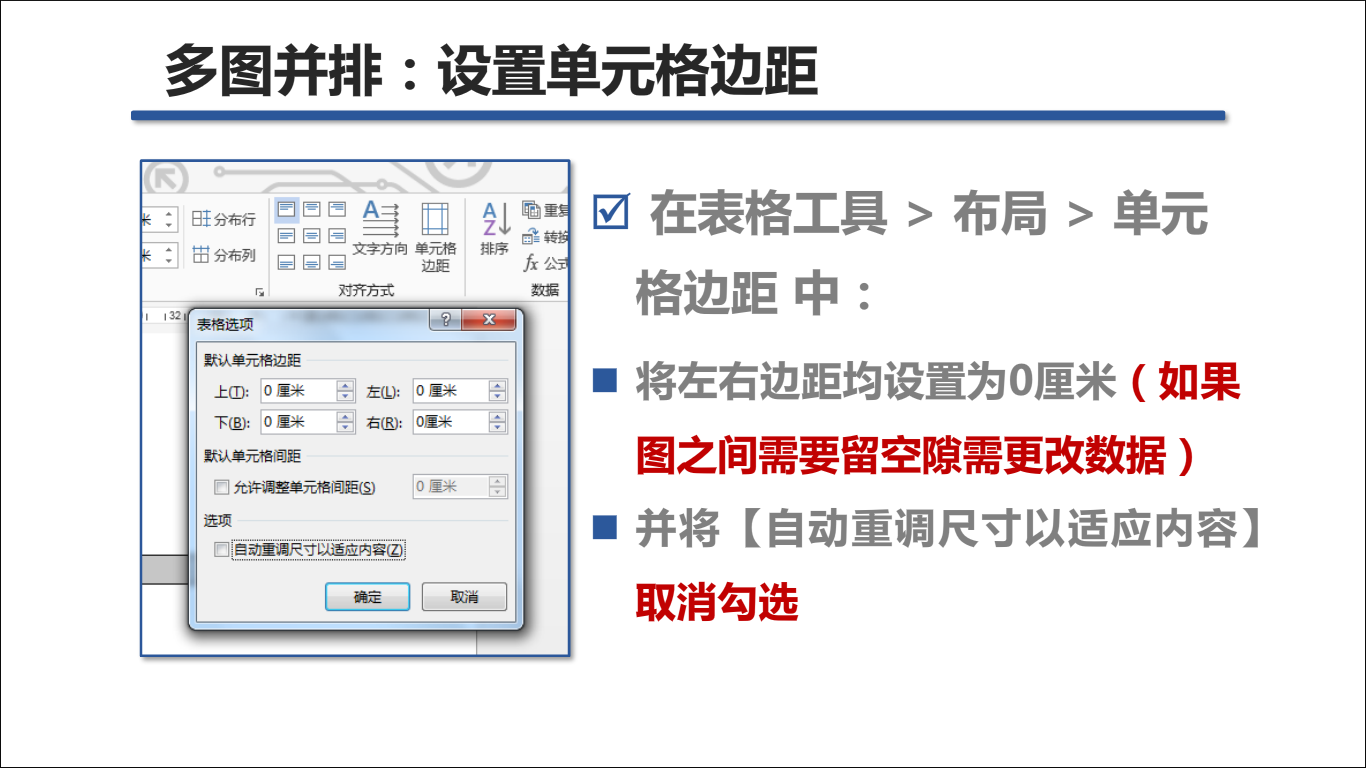 多图并排：设置单元格边距
在表格工具 > 布局 > 单元
格边距 中：
将左右边距均设置为0厘米（如果
图之间需要留空隙需更改数据）
并将【自动重调尺寸以适应内容】
取消勾选
米 分布行
米 分布列
文字方向 单元格
边距
对齐方式
A
Z
排序
重复
转换
fx 公式
数据
32
表格选项
默认单元格边距
上(T): 0 厘米 左(L): 0 厘米
下(B): 0 厘米 右(R): 0厘米
默认单元格间距
允许调整单元格间距(S) 0 厘米
选项
自动重调尺寸以适应内容(Z)
确定 取消